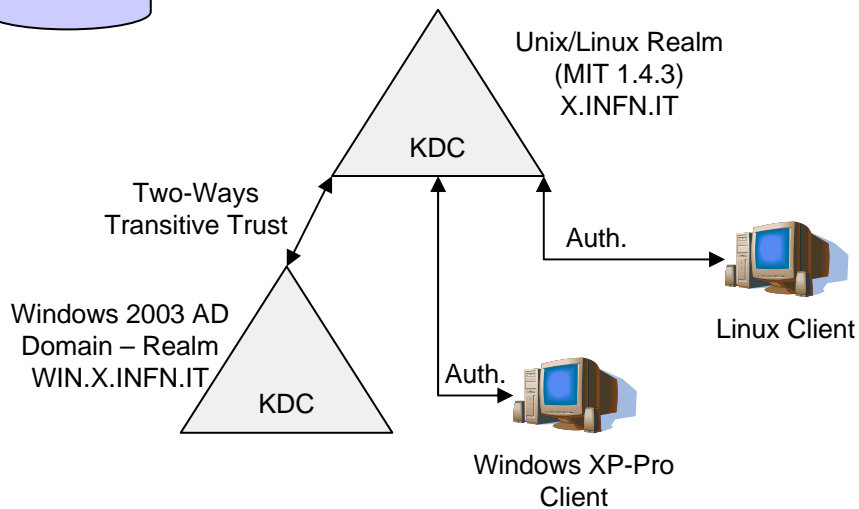 Unix/Linux Realm
(MIT 1.4.3)
X.INFN.IT
KDC
Two-Ways
Transitive Trust
Auth.
Linux Client
Windows 2003 AD
Domain – Realm
WIN.X.INFN.IT
KDC
Auth.
Windows XP-Pro
Client